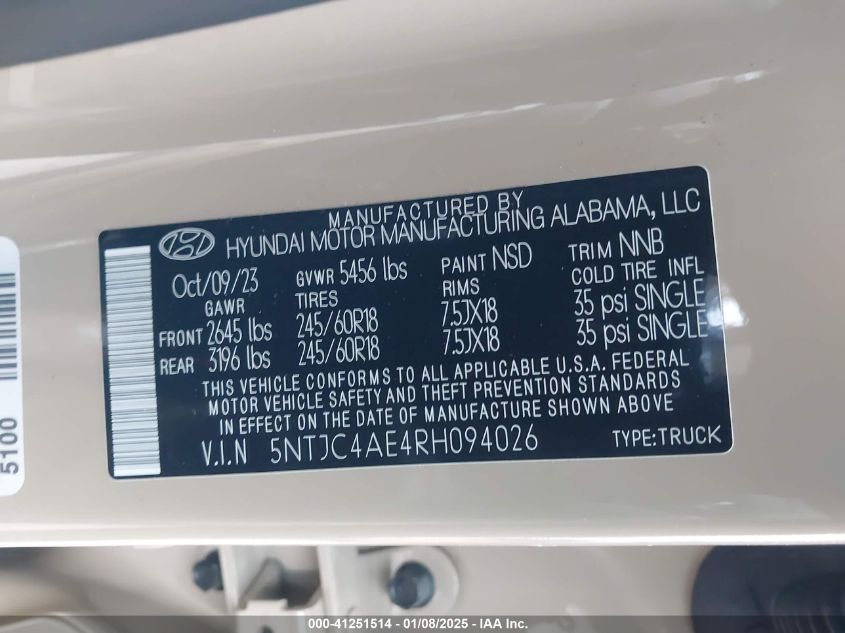 MANUFACTURED BY
HYUNDAI MOTOR MANUFACTURING ALABAMA, LLC
Oct/09/23 GVWR 5456 lbs PAINT NSD TRIM NNB
GAWR TIRES RIMS COLD TIRE INFL
FRONT 2645 lbs 245/60R18 7.5JX18 35 psi SINGLE
REAR 3196 lbs 245/60R18 7.5JX18 35 psi SINGLE
THIS VEHICLE CONFORMS TO ALL APPLICABLE U.S.A. FEDERAL
MOTOR VEHICLE SAFETY AND THEFT PREVENTION STANDARDS
IN EFFECT ON THE DATE OF MANUFACTURE SHOWN ABOVE
V.I.N 5NTJC4AE4RH094026 TYPE:TRUCK
5100
000-41251514 - 01/08/2025 - IAA Inc.